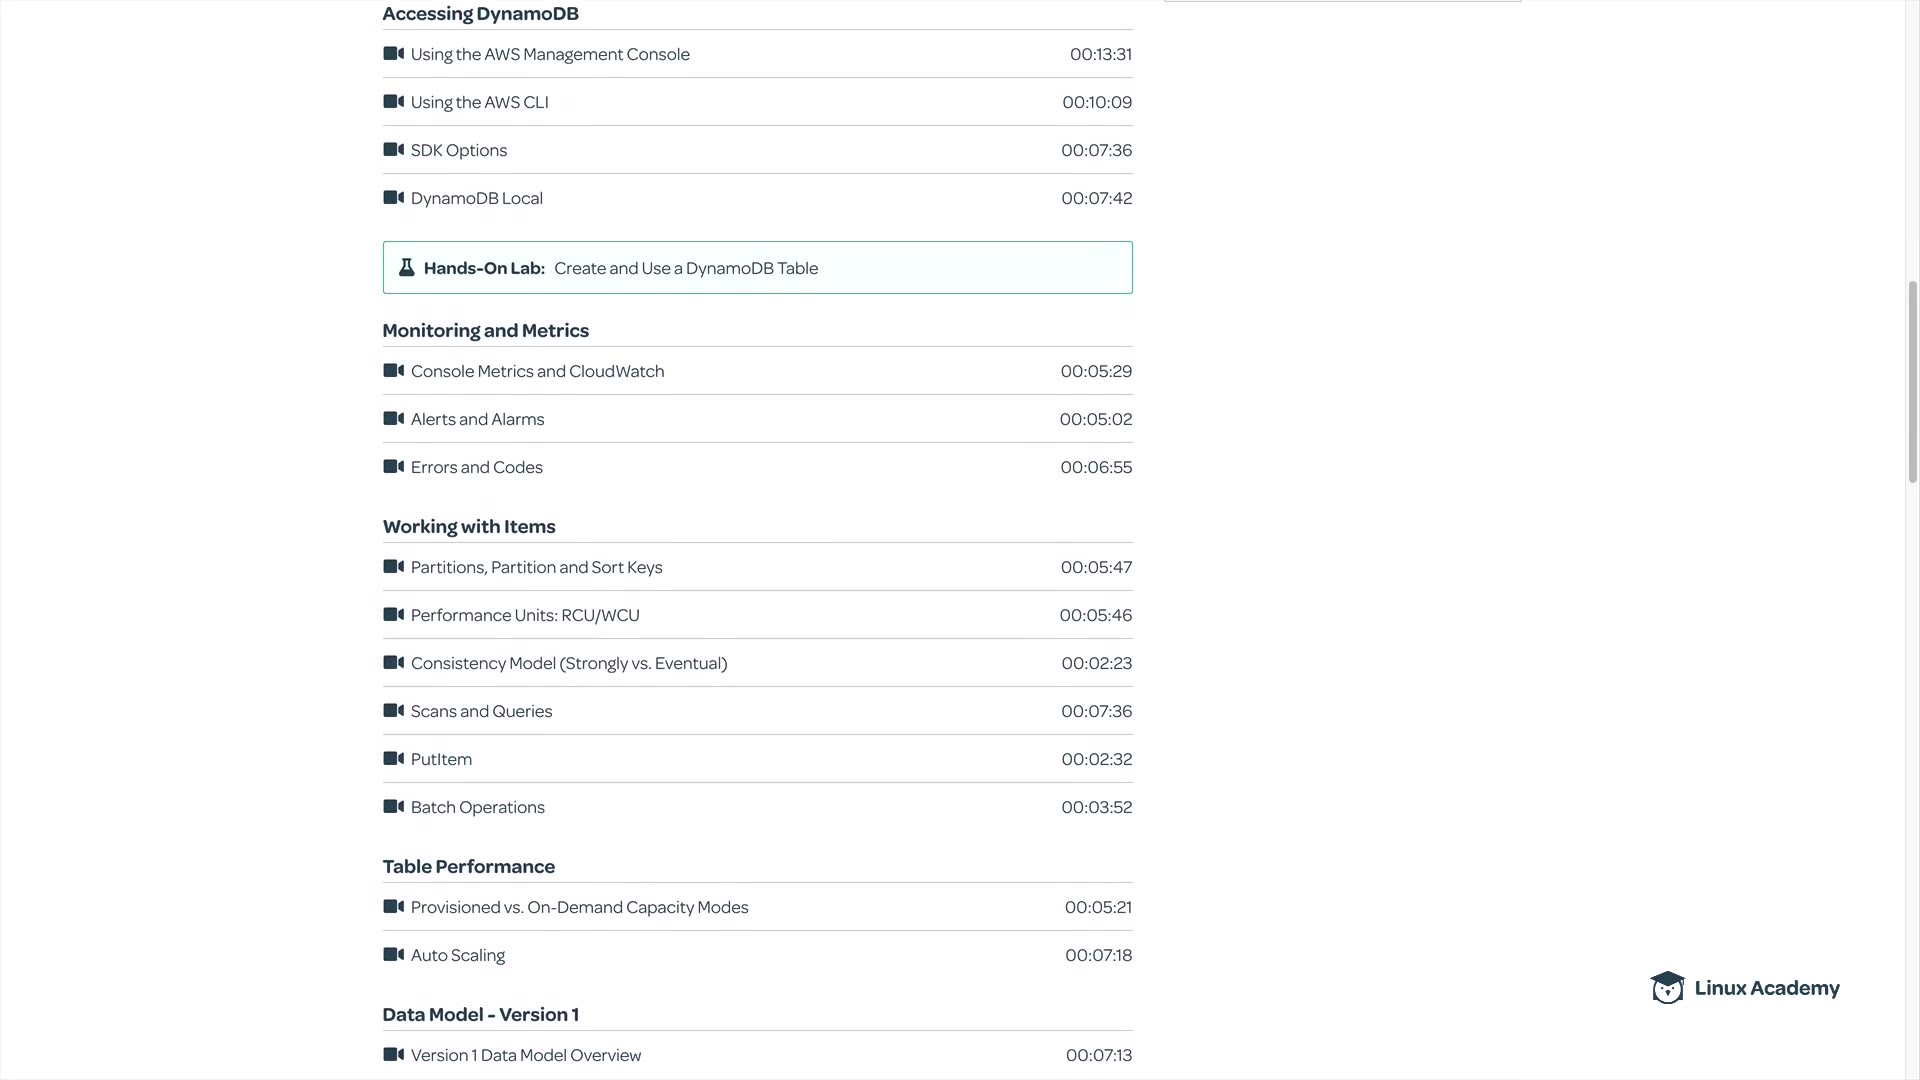 Accessing DynamoDB
Using the AWS Management Console 00:13:31
Using the AWS CLI 00:10:09
SDK Options 00:07:36
DynamoDB Local 00:07:42
Hands-On Lab: Create and Use a DynamoDB Table
Monitoring and Metrics
Console Metrics and CloudWatch 00:05:29
Alerts and Alarms 00:05:02
Errors and Codes 00:06:55
Working with Items
Partitions, Partition and Sort Keys 00:05:47
Performance Units: RCU/WCU 00:05:46
Consistency Model (Strongly vs. Eventual) 00:02:23
Scans and Queries 00:07:36
PutItem 00:02:32
Batch Operations 00:03:52
Table Performance
Provisioned vs. On-Demand Capacity Modes 00:05:21
Auto Scaling 00:07:18
Linux Academy
Data Model - Version 1
Version 1 Data Model Overview 00:07:13